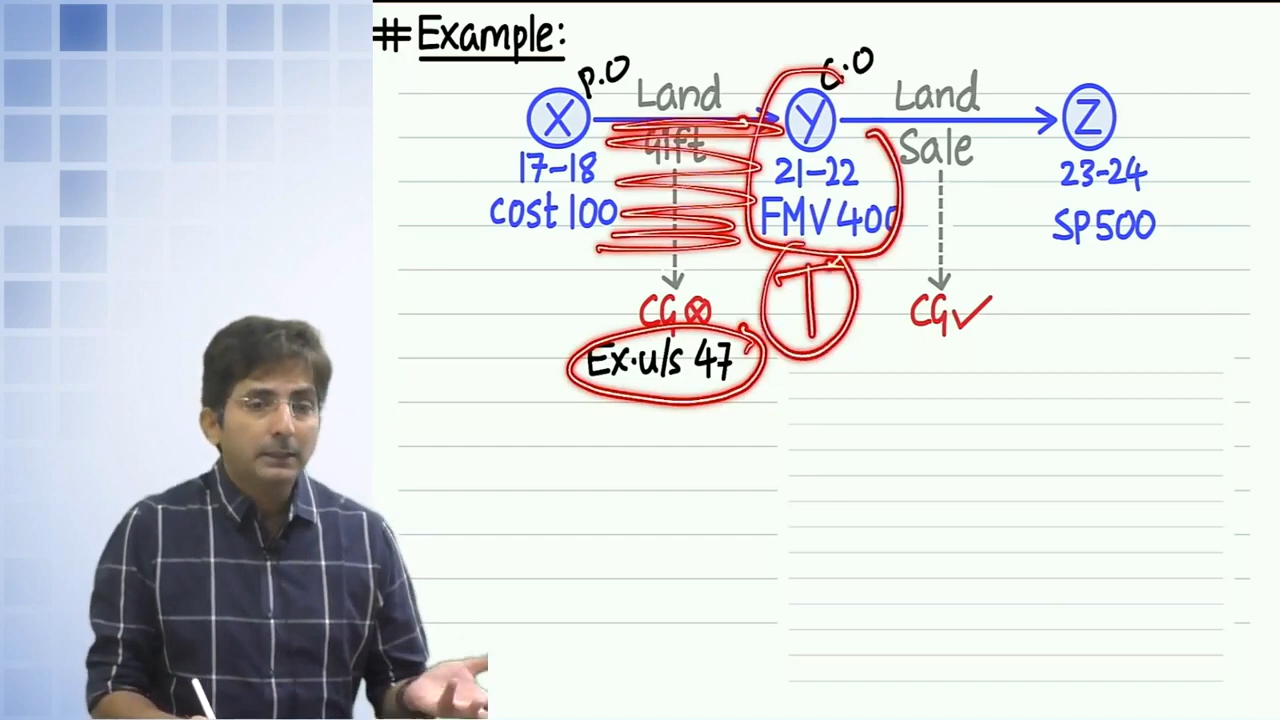 # Example:
P.O
C.O
X Land Y Land Z
Gift Sale
17-18 21-22 23-24
Cost 100 FMV 400 SP 500
T
CG⊗ CG✓
Ex. u/s 47